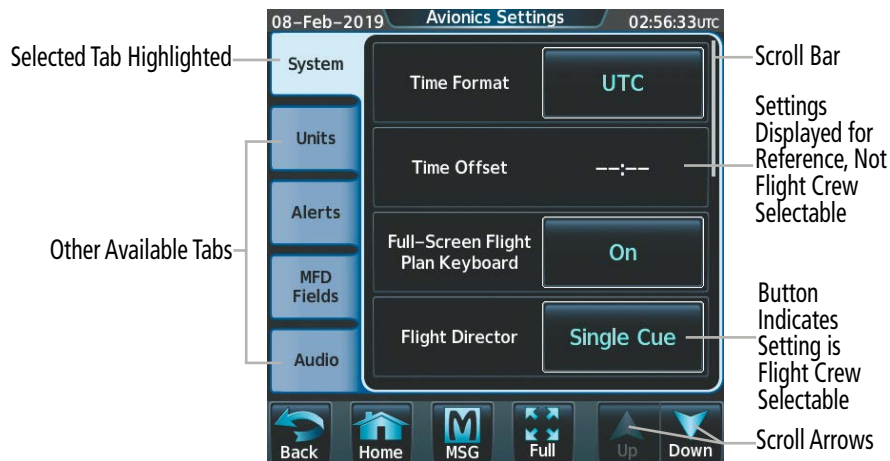 08-Feb-2019
Avionics Settings
02:56:33UTC
Selected Tab Highlighted
System
Units
Alerts
MFD
Fields
Audio
Other Available Tabs
Time Format
UTC
Time Offset
--:--
Full-Screen Flight
Plan Keyboard
On
Flight Director
Single Cue
Scroll Bar
Settings
Displayed for
Reference, Not
Flight Crew
Selectable
Button
Indicates
Setting is
Flight Crew
Selectable
Scroll Arrows
Back
Home
M
MSG
Full
Up
Down